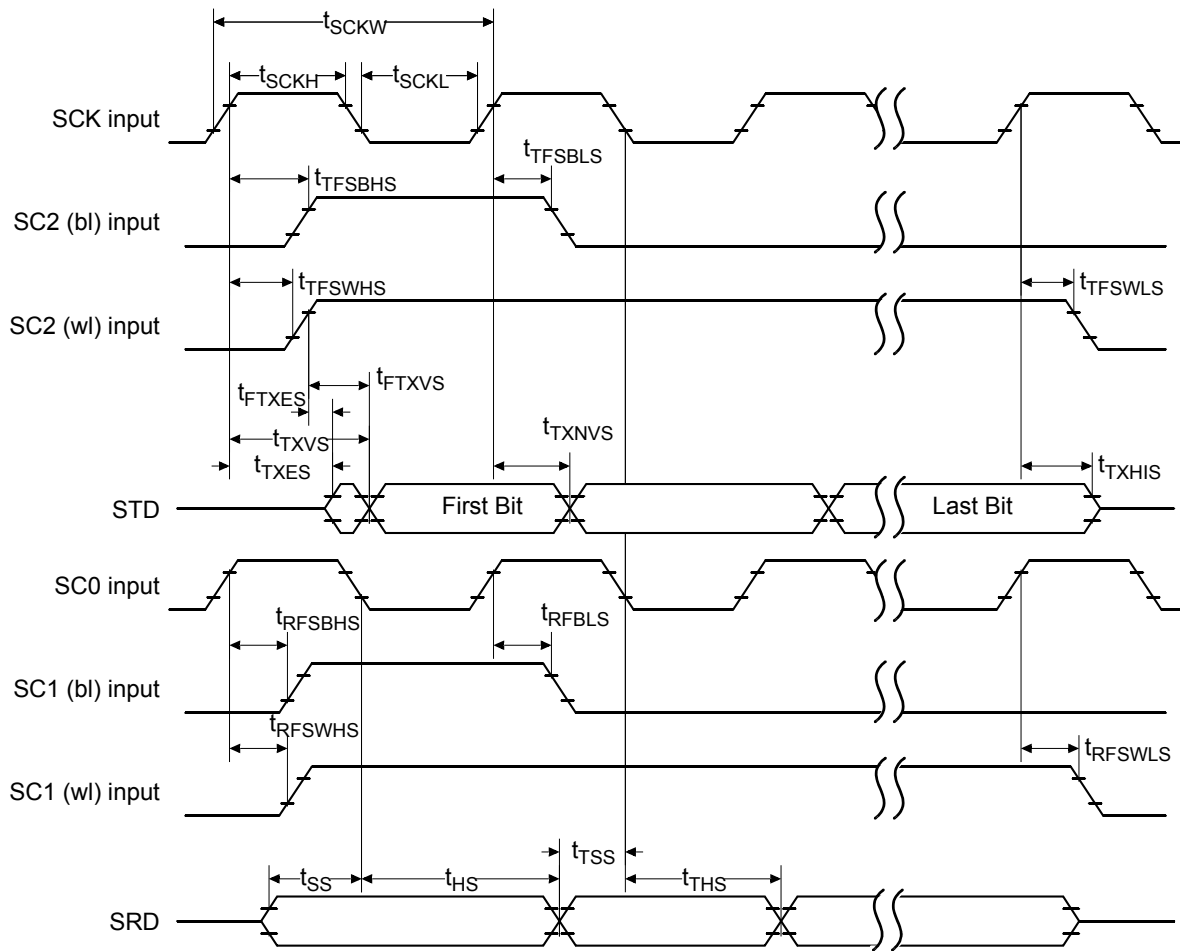 tSCKW
tSCKH
tSCKL
SCK input
tTFSBHS
tTFSBLS
SC2 (bl) input
tTFSWHS
tTFSWLS
SC2 (wl) input
tFTXVS
tFTXES
tTXVS
tTXNVS
tTXES
tTXHIS
STD
First Bit
Last Bit
SC0 input
tRFSBHS
tRFBLS
SC1 (bl) input
tRFSWHS
tRFSWLS
SC1 (wl) input
tTSS
tSS
tHS
tTHS
SRD